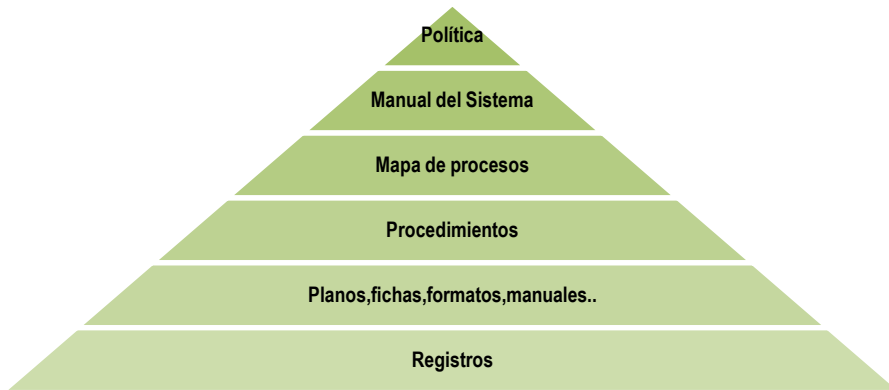 Política
Manual del Sistema
Mapa de procesos
Procedimientos
Planos,fichas,formatos,manuales..
Registros